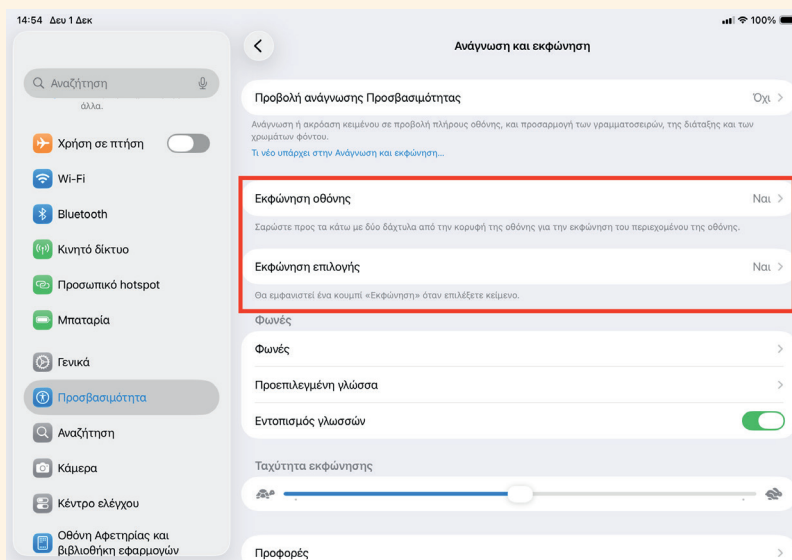 14:54 Δευ 1 Δεκ
100%
Αναζήτηση
άλλα.
Χρήση σε πτήση
Wi-Fi
Bluetooth
Κινητό δίκτυο
Προσωπικό hotspot
Μπαταρία
Γενικά
Προσβασιμότητα
Αναζήτηση
Κάμερα
Κέντρο ελέγχου
Οθόνη Αφετηρίας και
βιβλιοθήκη εφαρμογών
Ανάγνωση και εκφώνηση
Προβολή ανάγνωσης Προσβασιμότητας Όχι
Ανάγνωση ή ακρόαση κειμένου σε προβολή πλήρους οθόνης, και προσαρμογή των γραμματοσειρών, της διάταξης και των
χρωμάτων φόντου.
Τι νέο υπάρχει στην Ανάγνωση και εκφώνηση...
Εκφώνηση οθόνης Ναι
Σαρώστε προς τα κάτω με δύο δάχτυλα από την κορυφή της οθόνης για την εκφώνηση του περιεχομένου της οθόνης.
Εκφώνηση επιλογής Ναι
Θα εμφανιστεί ένα κουμπί «Εκφώνηση» όταν επιλέξετε κείμενο.
Φωνές
Φωνές
Προεπιλεγμένη γλώσσα
Εντοπισμός γλωσσών
Ταχύτητα εκφώνησης
Προφορές